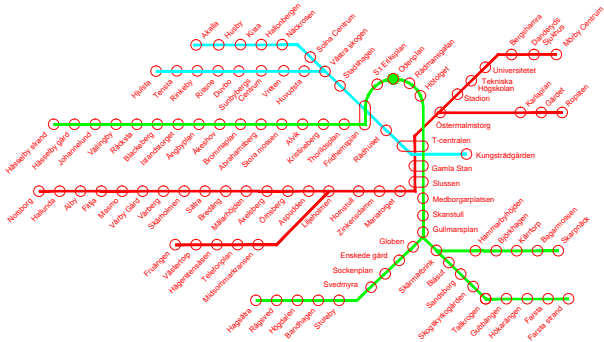 Akalla
Husby
Kista
Hallonbergen
Näckrosen
Solna Centrum
Västra skogen
Stadshagen
Hjulsta
Tensta
Rinkeby
Rissne
Duvbo
Sunbybergs
Centrum
Vreten
Huvudsta
S:t Eriksplan
Odenplan
Rådmansgatan
Hötorget
Bergshamra
Danderyds
Sjukhus
Mörby Centrum
Universitetet
Tekniska
Högskolan
Stadion
Karlaplan
Gärdet
Ropsten
Östermalmstorg
Hässelby strand
Hässelby gård
Johannelund
Vällingby
Råcksta
Blackeberg
Islandstorget
Ängbyplan
Åkeshov
Brommaplan
Abrahamsberg
Stora mossen
Alvik
Kristineberg
Thorildsplan
Fridhemsplan
Rådhuset
T-centralen
Kungsträdgården
Gamla Stan
Slussen
Medborgarplatsen
Skanstull
Gullmarsplan
Norsborg
Hallunda
Alby
Fittja
Masmo
Vårby Gård
Vårberg
Skärholmen
Sätra
Bredäng
Mälarhöjden
Axelsberg
Örnsberg
Aspudden
Liljeholmen
Hornstull
Zinkensdamm
Mariatorget
Fruängen
Västertorp
Hägerstensåsen
Telefonplan
Midsommarkransen
Globen
Enskede gård
Sockenplan
Svedmyra
Stureby
Bandhagen
Högdalen
Rågsved
Hagsätra
Skärmarbrink
Hammarbyhöjden
Björkhagen
Kärrtorp
Bagarmossen
Skarpnäck
Blåsut
Sandsborg
Skogskyrkogården
Tallkrogen
Gubbängen
Hökarängen
Farsta
Farsta strand